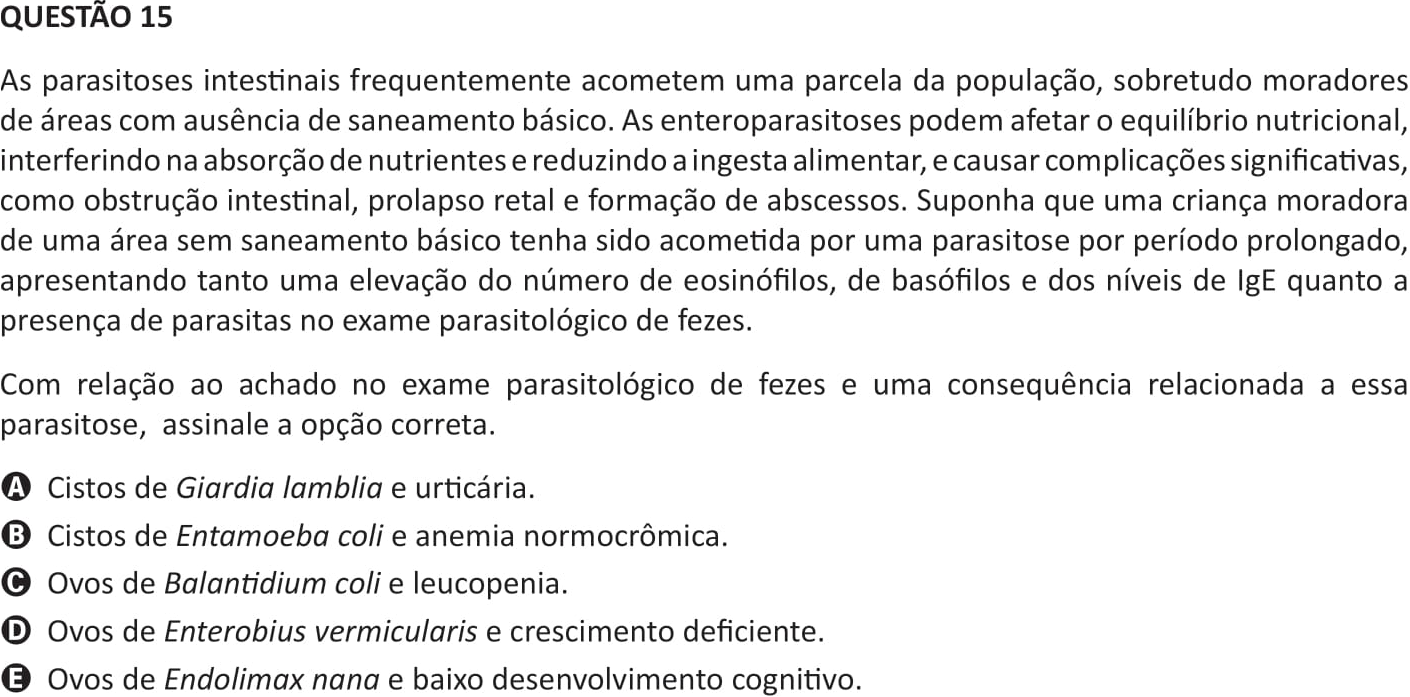 QUESTÃO 15
As parasitoses intestinais frequentemente acometem uma parcela da população, sobretudo moradores
de áreas com ausência de saneamento básico. As enteroparasitoses podem afetar o equilíbrio nutricional,
interferindo na absorção de nutrientes e reduzindo a ingesta alimentar, e causar complicações significativas,
como obstrução intestinal, prolapso retal e formação de abscessos. Suponha que uma criança moradora
de uma área sem saneamento básico tenha sido acometida por uma parasitose por período prolongado,
apresentando tanto uma elevação do número de eosinófilos, de basófilos e dos níveis de IgE quanto a
presença de parasitas no exame parasitológico de fezes.
Com relação ao achado no exame parasitológico de fezes e uma consequência relacionada a essa
parasitose, assinale a opção correta.
A Cistos de Giardia lamblia e urticária.
B Cistos de Entamoeba coli e anemia normocrômica.
C Ovos de Balantidium coli e leucopenia.
D Ovos de Enterobius vermicularis e crescimento deficiente.
E Ovos de Endolimax nana e baixo desenvolvimento cognitivo.